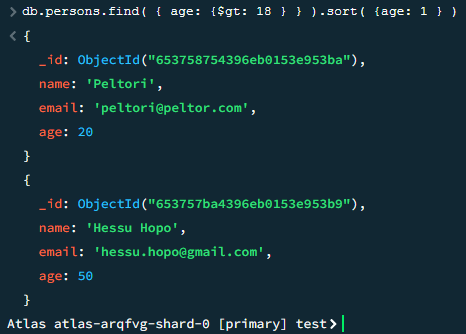 > db.persons.find( { age: {$gt: 18 } } ).sort( {age: 1 } )
< {
_id: ObjectId("653758754396eb0153e953ba"),
name: 'Peltori',
email: 'peltori@peltor.com',
age: 20
}
{
_id: ObjectId("653757ba4396eb0153e953b9"),
name: 'Hessu Hopo',
email: 'hessu.hopo@gmail.com',
age: 50
}
Atlas atlas-arqfvg-shard-0 [primary] test>